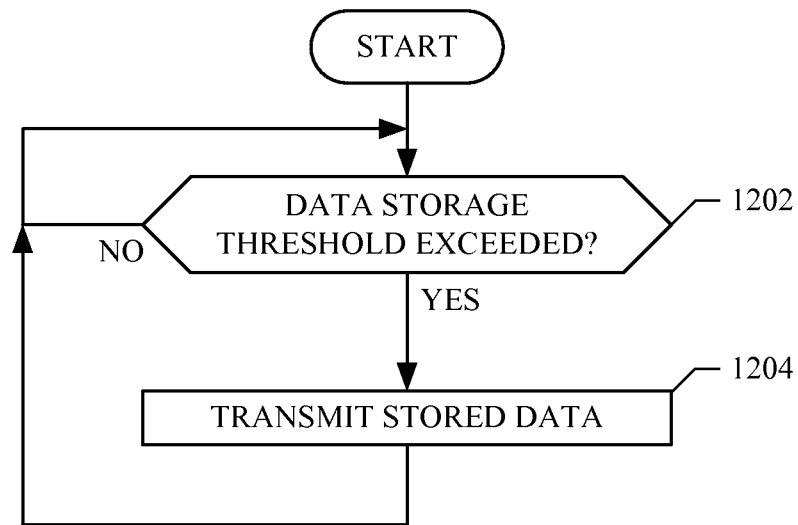 START
DATA STORAGE
THRESHOLD EXCEEDED?
1202
NO
YES
1204
TRANSMIT STORED DATA